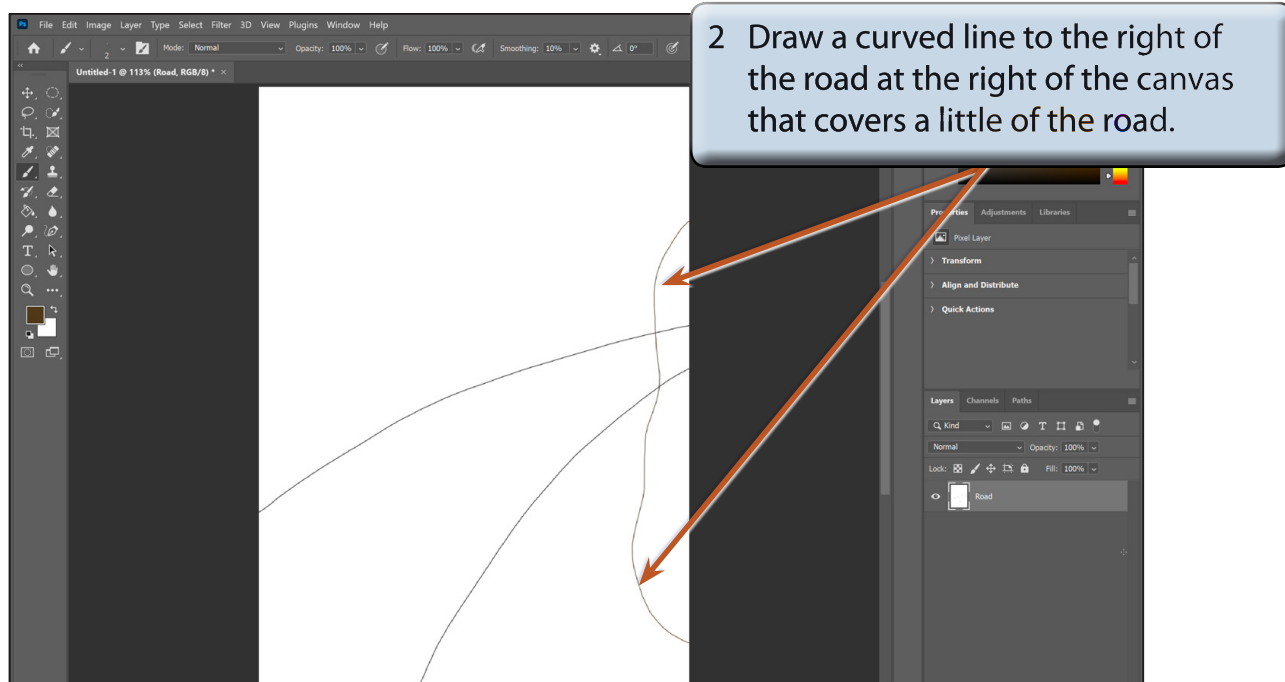 Ps File Edit Image Layer Type Select Filter 3D View Plugins Window Help
2 Mode: Normal Opacity: 100% Flow: 100% Smoothing: 10% 0°
Untitled-1 @ 113% (Road, RGB/8) * ×
2 Draw a curved line to the right of
the road at the right of the canvas
that covers a little of the road.
Properties Adjustments Libraries
Pixel Layer
Transform
Align and Distribute
Quick Actions
Layers Channels Paths
Kind
Normal Opacity: 100%
Lock: Fill: 100%
Road